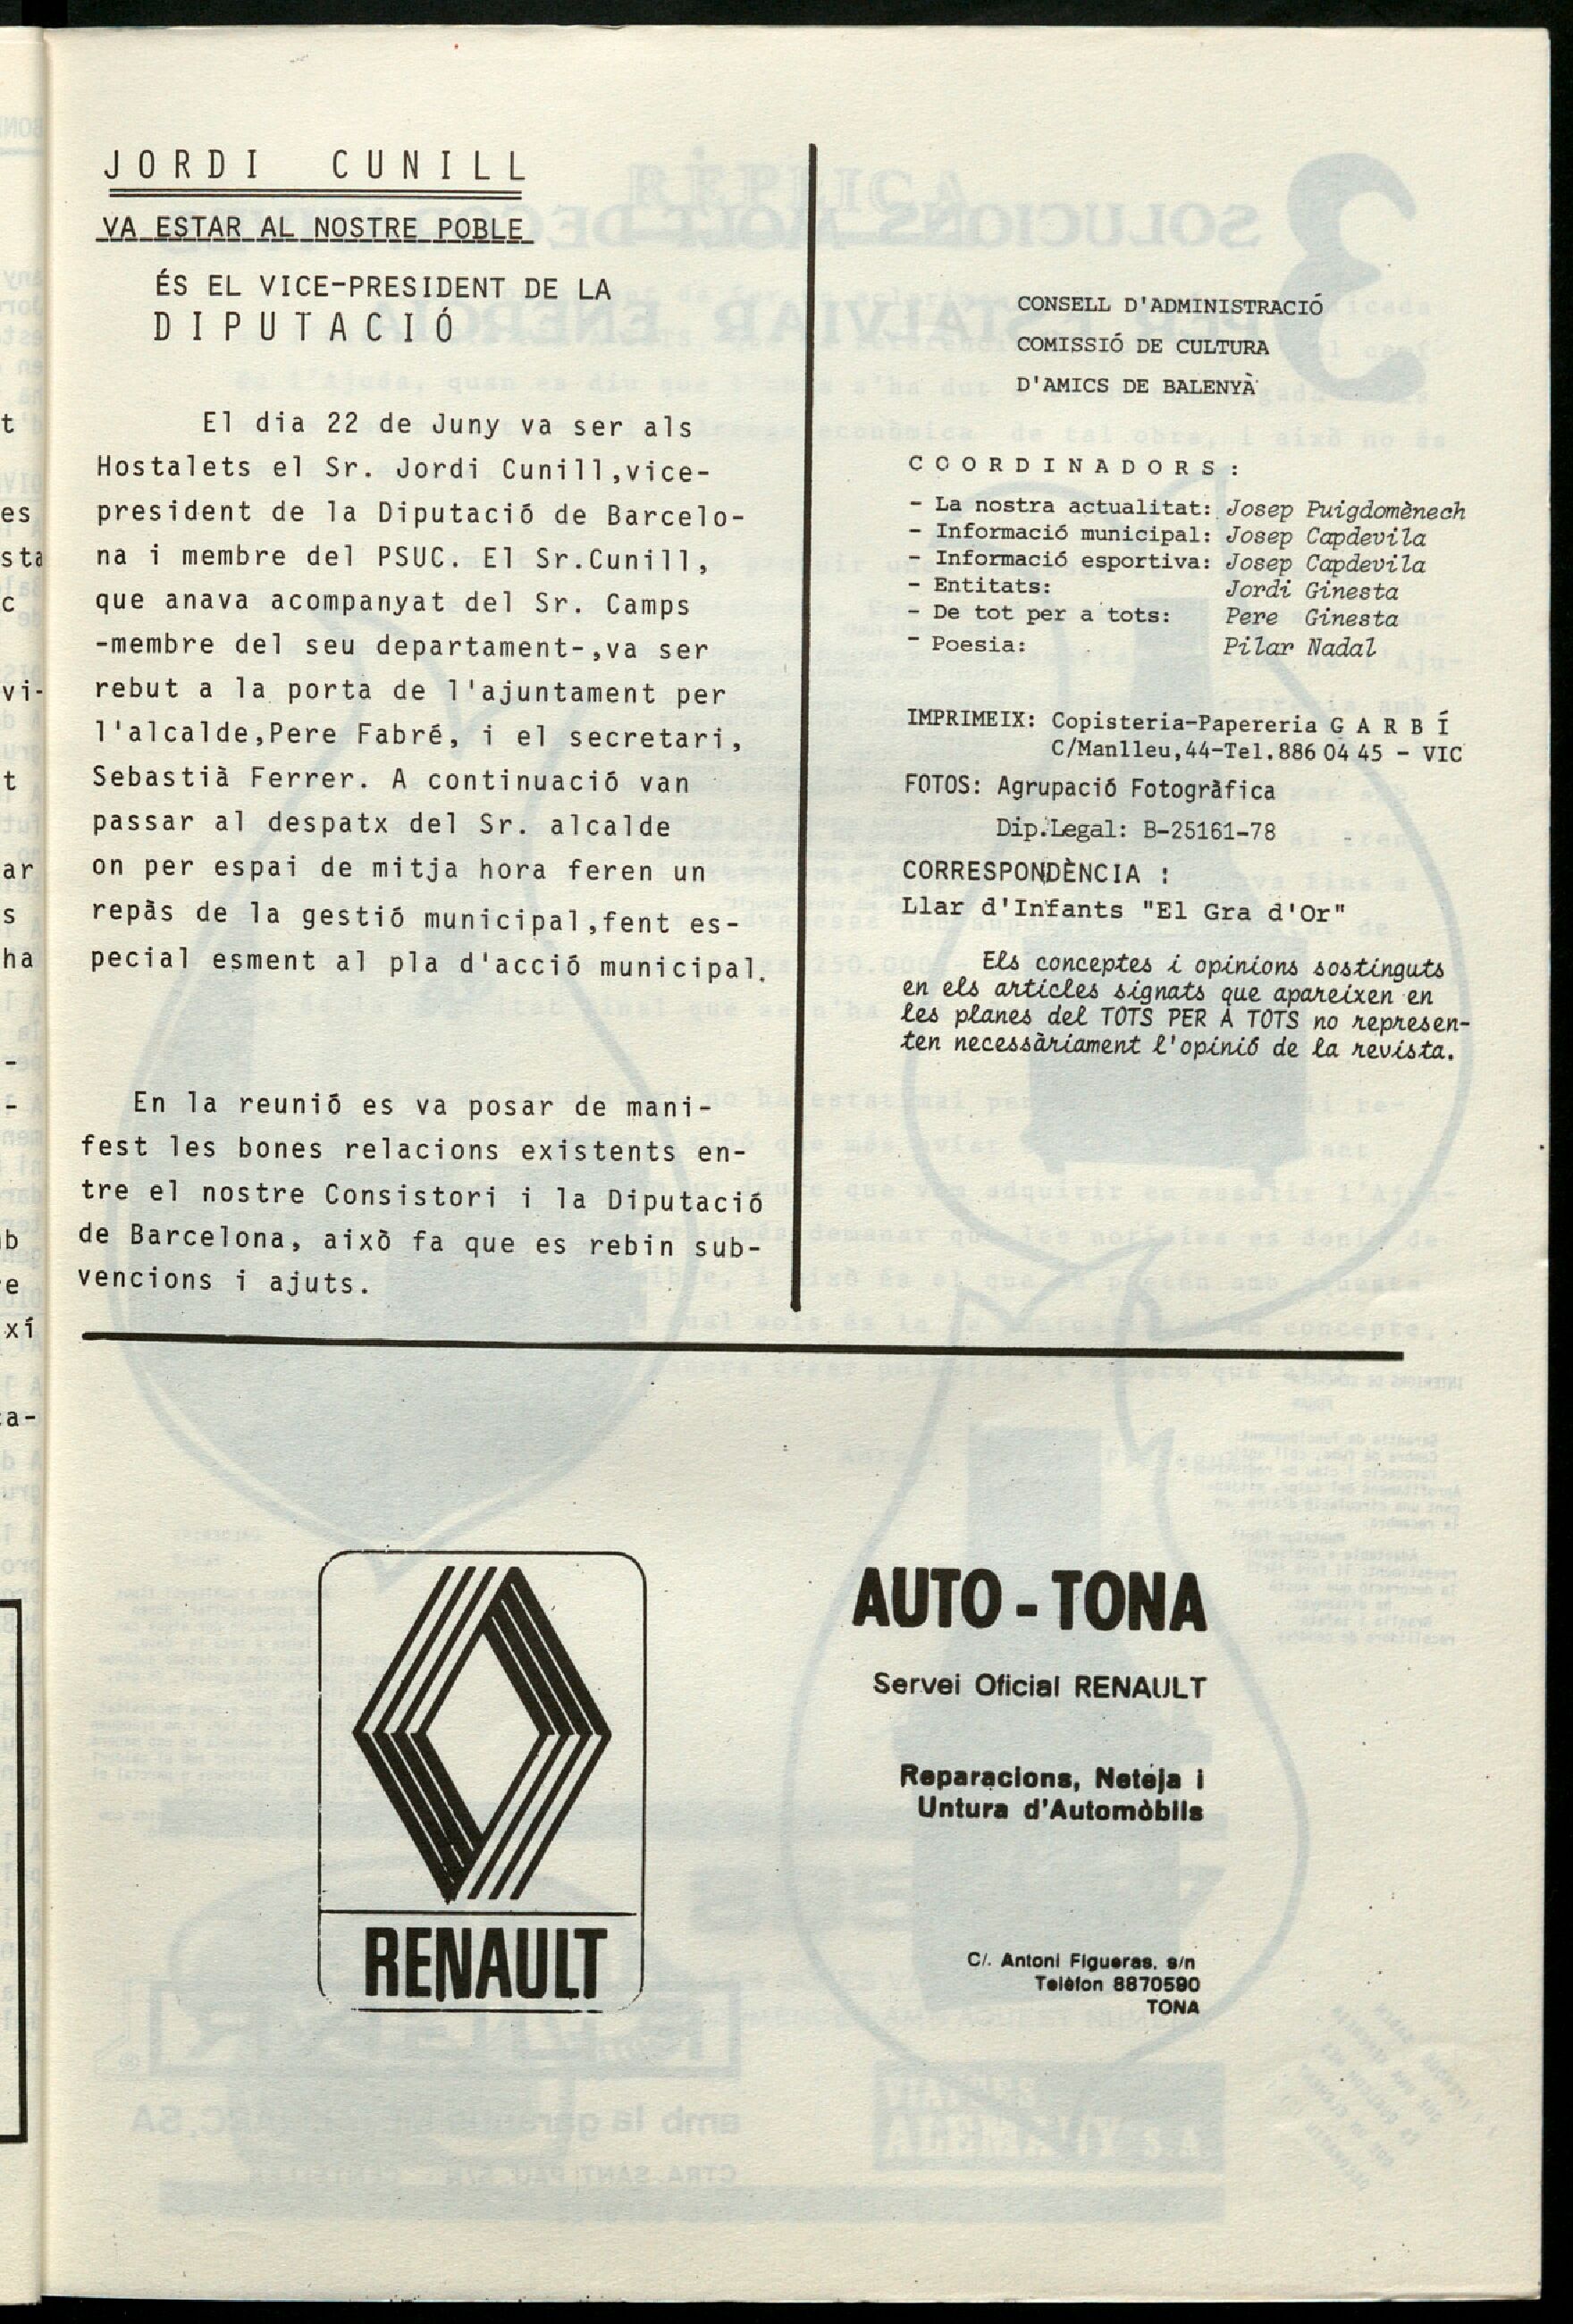 JORDI CUNILL
VA ESTAR AL NOSTRE POBLE
ÉS EL VICE-PRESIDENT DE LA
DIPUTACIÓ
El dia 22 de Juny va ser als
Hostalets el Sr. Jordi Cunill,vice-
president de la Diputació de Barcelo-
na i membre del PSUC. El Sr.Cunill,
que anava acompanyat del Sr. Camps
-membre del seu departament-,va ser
rebut a la porta de l'ajuntament per
l'alcalde,Pere Fabré, i el secretari,
Sebastià Ferrer. A continuació van
passar al despatx del Sr. alcalde
on per espai de mitja hora feren un
repàs de la gestió municipal,fent es-
pecial esment al pla d'acció municipal.
En la reunió es va posar de mani-
fest les bones relacions existents en-
tre el nostre Consistori i la Diputació
de Barcelona, això fa que es rebin sub-
vencions i ajuts.
CONSELL D'ADMINISTRACIÓ
COMISSIÓ DE CULTURA
D'AMICS DE BALENYÀ
COORDINADORS:
- La nostra actualitat: Josep Puigdomènech
- Informació municipal: Josep Capdevila
- Informació esportiva: Josep Capdevila
- Entitats: Jordi Ginesta
- De tot per a tots: Pere Ginesta
- Poesia: Pilar Nadal
IMPRIMEIX: Copisteria-Papereria GARBÍ
C/Manlleu,44-Tel.886 04 45 - VIC
FOTOS: Agrupació Fotogràfica
Dip.Legal: B-25161-78
CORRESPONDÈNCIA :
Llar d'Infants "El Gra d'Or"
Els conceptes i opinions sostinguts
en els articles signats que apareixen en
les planes del TOTS PER A TOTS no represen-
ten necessàriament l'opinió de la revista.
RENAULT
AUTO - TONA
Servei Oficial RENAULT
Reparacions, Neteja i
Untura d'Automòbils
C/. Antoni Figueras, s/n
Telèfon 8870590
TONA